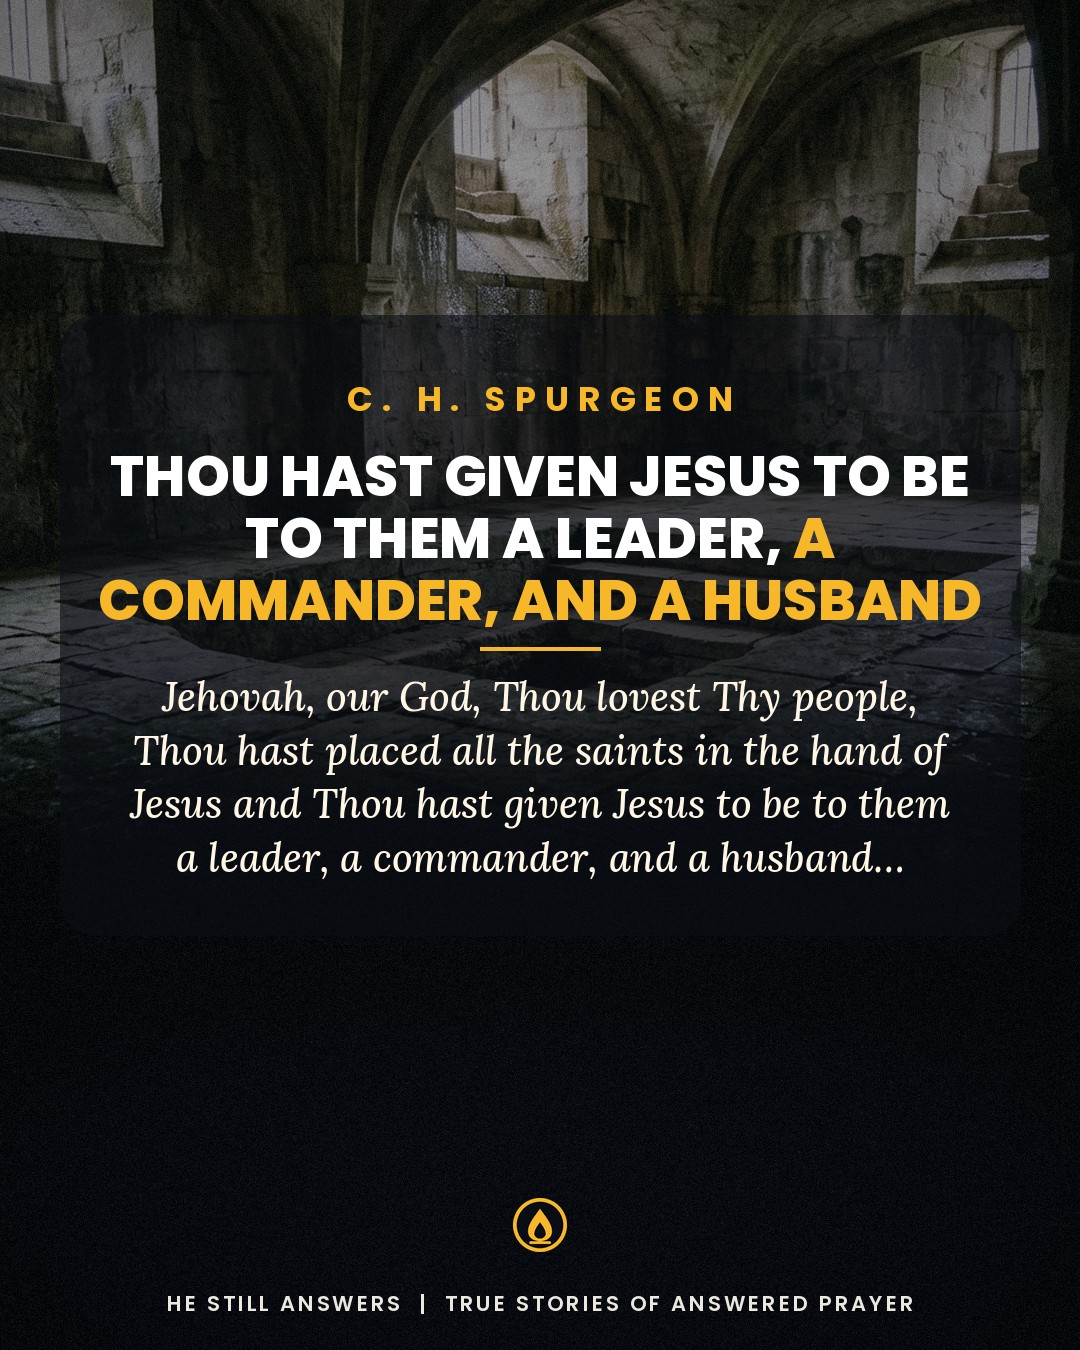 C. H. SPURGEON
THOU HAST GIVEN JESUS TO BE
TO THEM A LEADER, A
COMMANDER, AND A HUSBAND
Jehovah, our God, Thou lovest Thy people,
Thou hast placed all the saints in the hand of
Jesus and Thou hast given Jesus to be to them
a leader, a commander, and a husband...
HE STILL ANSWERS | TRUE STORIES OF ANSWERED PRAYER